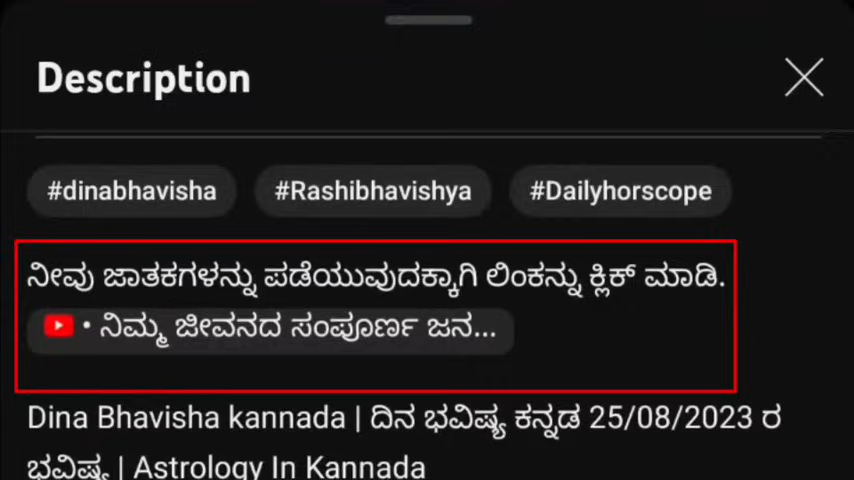 Description
#dinabhavisha #Rashibhavishya #Dailyhorscope
ನೀವು ಜಾತಕಗಳನ್ನು ಪಡೆಯುವುದಕ್ಕಾಗಿ ಲಿಂಕನ್ನು ಕ್ಲಿಕ್ ಮಾಡಿ.
• ನಿಮ್ಮ ಜೀವನದ ಸಂಪೂರ್ಣ ಜನ...
Dina Bhavisha kannada | ದಿನ ಭವಿಷ್ಯ ಕನ್ನಡ 25/08/2023 ರ
ಭವಿಷ್ಯ | Astrology In Kannada